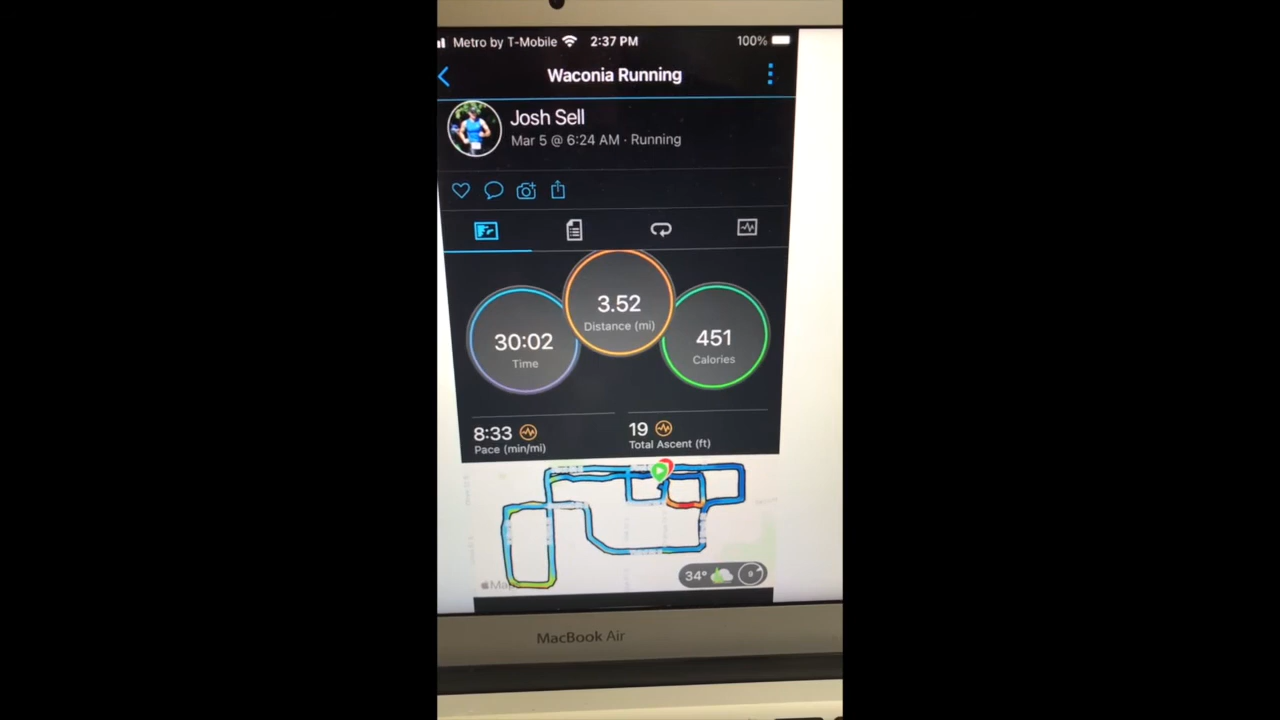 Metro by T-Mobile 2:37 PM 100%
Waconia Running
Josh Sell
Mar 5 @ 6:24 AM · Running
3.52
Distance (mi)
30:02
Time
451
Calories
8:33
Pace (min/mi)
19
Total Ascent (ft)
34° 9
Maps
MacBook Air